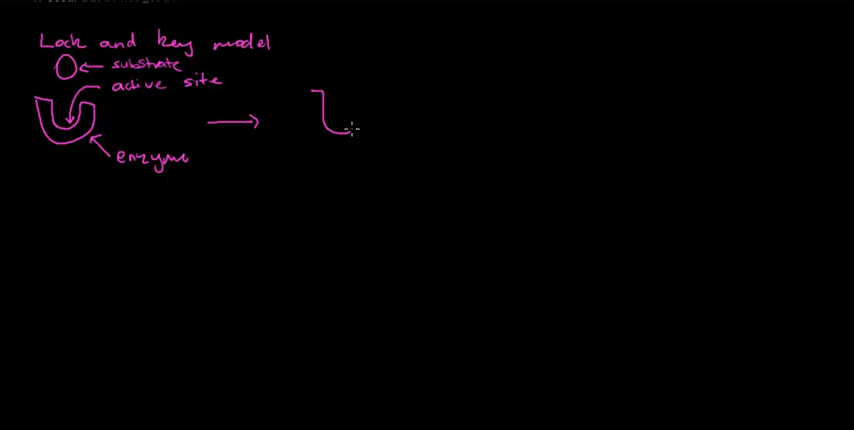 Lock and key model
substrate
active site
enzyme